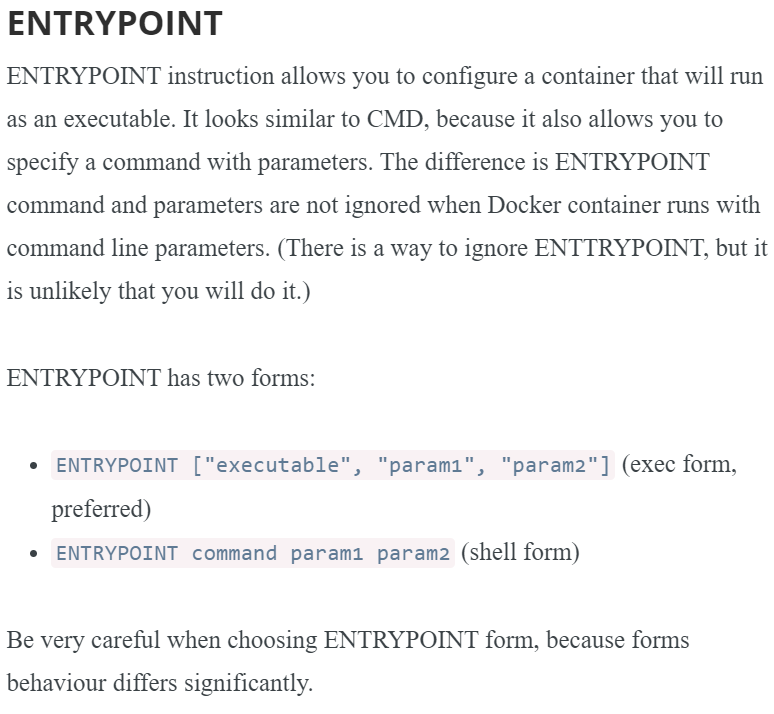 ENTRYPOINT
ENTRYPOINT instruction allows you to configure a container that will run
as an executable. It looks similar to CMD, because it also allows you to
specify a command with parameters. The difference is ENTRYPOINT
command and parameters are not ignored when Docker container runs with
command line parameters. (There is a way to ignore ENTTRYPOINT, but it
is unlikely that you will do it.)
ENTRYPOINT has two forms:
• ENTRYPOINT ["executable", "param1", "param2"] (exec form,
preferred)
• ENTRYPOINT command param1 param2 (shell form)
Be very careful when choosing ENTRYPOINT form, because forms
behaviour differs significantly.